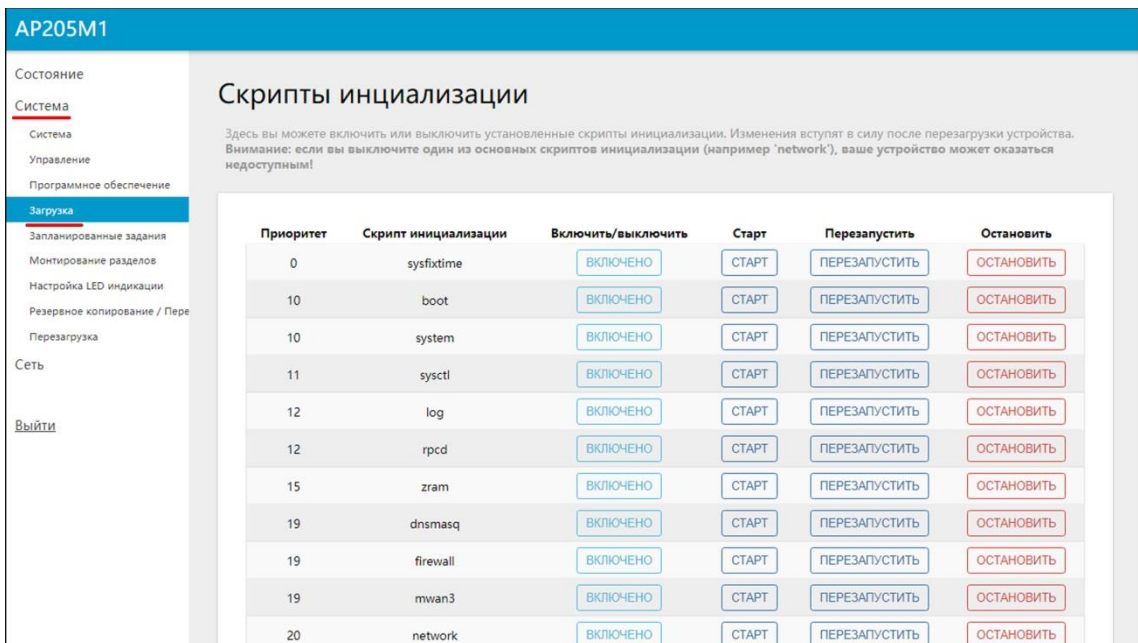 AP205M1
Состояние
Система
Система
Управление
Программное обеспечение
Загрузка
Запланированные задания
Монтирование разделов
Настройка LED индикации
Резервное копирование / Пере
Перезагрузка
Сеть
Выйти
Скрипты инциализации
Здесь вы можете включить или выключить установленные скрипты инициализации. Изменения вступят в силу после перезагрузки устройства.
Внимание: если вы выключите один из основных скриптов инициализации (например 'network'), ваше устройство может оказаться
недоступным!
Приоритет Скрипт инициализации Включить/выключить Старт Перезапустить Остановить
0 sysfixtime ВКЛЮЧЕНО СТАРТ ПЕРЕЗАПУСТИТЬ ОСТАНОВИТЬ
10 boot ВКЛЮЧЕНО СТАРТ ПЕРЕЗАПУСТИТЬ ОСТАНОВИТЬ
10 system ВКЛЮЧЕНО СТАРТ ПЕРЕЗАПУСТИТЬ ОСТАНОВИТЬ
11 sysctl ВКЛЮЧЕНО СТАРТ ПЕРЕЗАПУСТИТЬ ОСТАНОВИТЬ
12 log ВКЛЮЧЕНО СТАРТ ПЕРЕЗАПУСТИТЬ ОСТАНОВИТЬ
12 rpcd ВКЛЮЧЕНО СТАРТ ПЕРЕЗАПУСТИТЬ ОСТАНОВИТЬ
15 zram ВКЛЮЧЕНО СТАРТ ПЕРЕЗАПУСТИТЬ ОСТАНОВИТЬ
19 dnsmasq ВКЛЮЧЕНО СТАРТ ПЕРЕЗАПУСТИТЬ ОСТАНОВИТЬ
19 firewall ВКЛЮЧЕНО СТАРТ ПЕРЕЗАПУСТИТЬ ОСТАНОВИТЬ
19 mwan3 ВКЛЮЧЕНО СТАРТ ПЕРЕЗАПУСТИТЬ ОСТАНОВИТЬ
20 network ВКЛЮЧЕНО СТАРТ ПЕРЕЗАПУСТИТЬ ОСТАНОВИТЬ